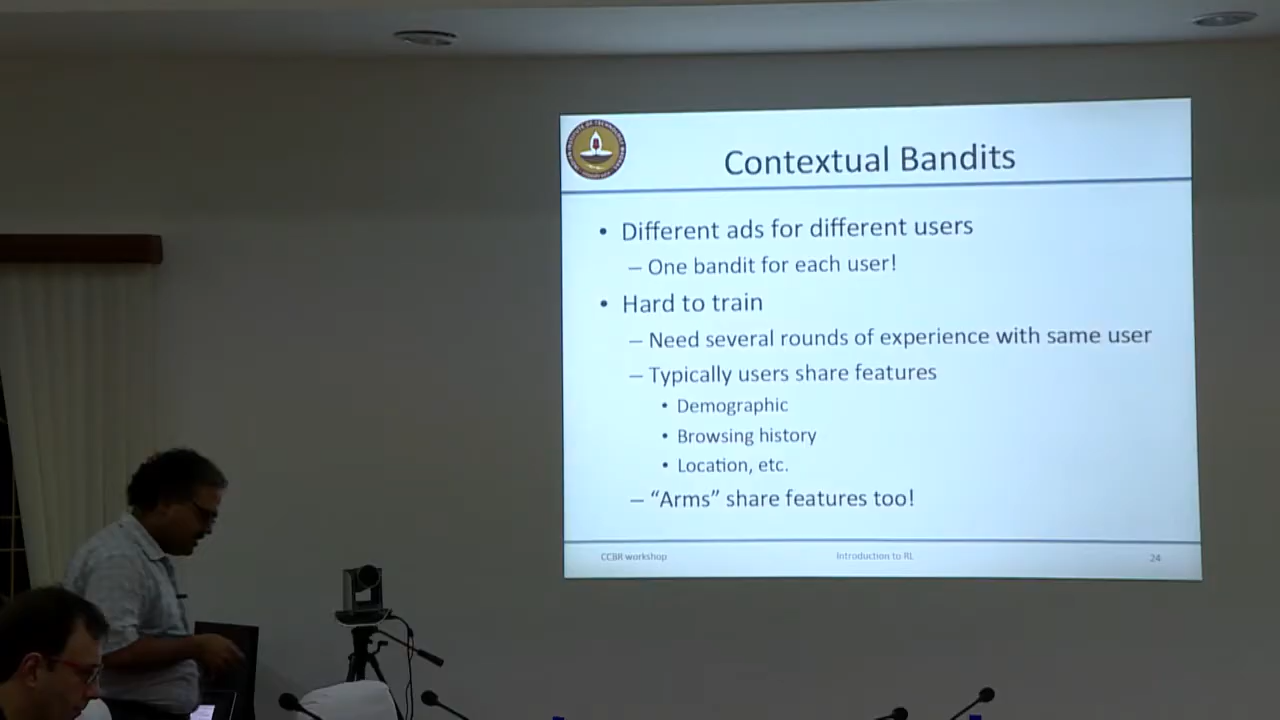 Contextual Bandits
• Different ads for different users
– One bandit for each user!
• Hard to train
– Need several rounds of experience with same user
– Typically users share features
• Demographic
• Browsing history
• Location, etc.
– “Arms” share features too!
CCBR workshop
Introduction to RL
24